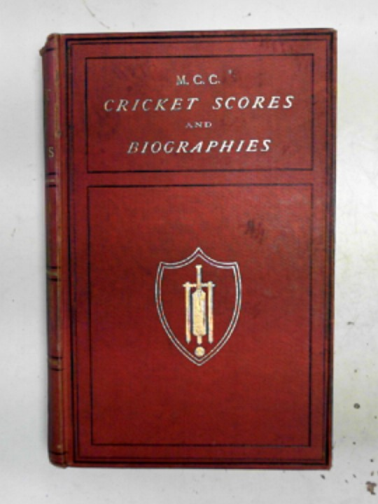 M. C. C.
CRICKET SCORES
AND
BIOGRAPHIES